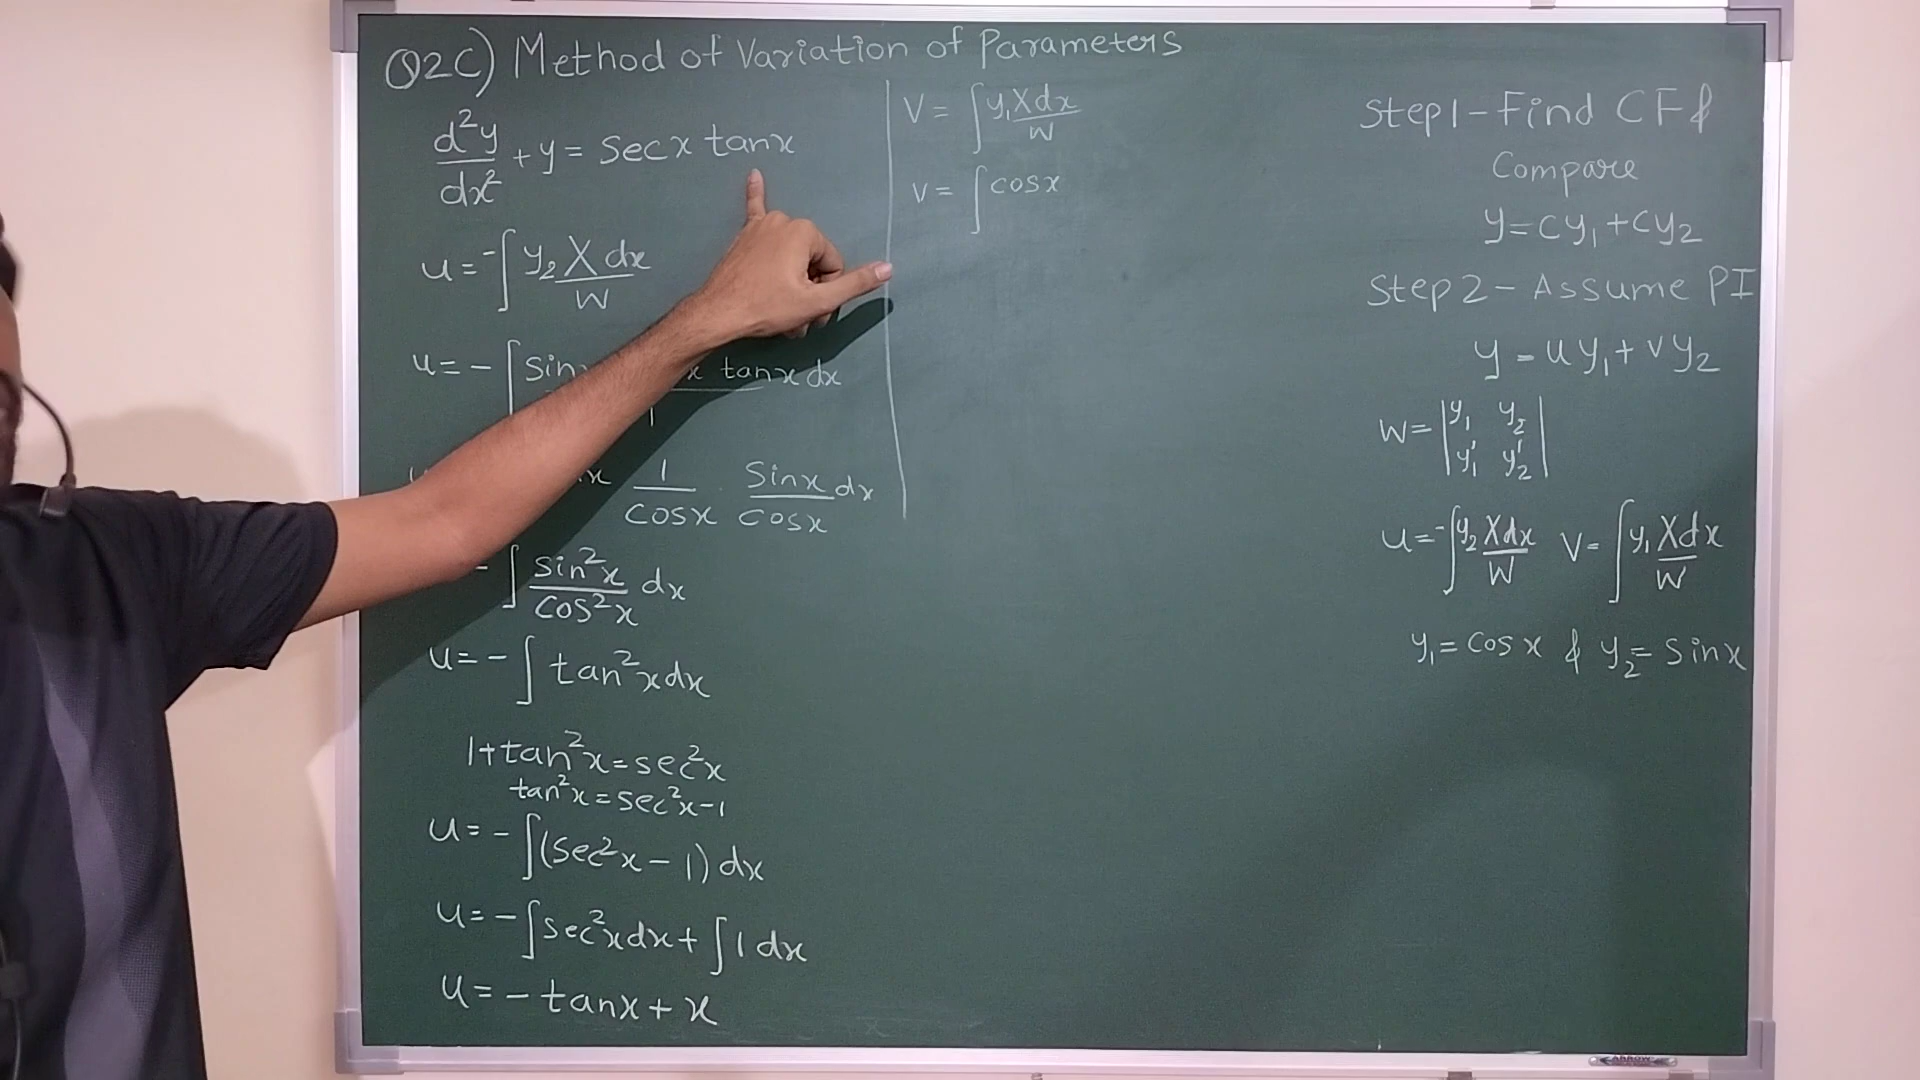 Q2C) Method of Variation of Parameters
d²y/dx² + y = secx tanx
u = -∫ y₂ X dx / W
u = - ∫ sin x tanx dx / 1
x 1/cosx . Sinx/cosx dx
- ∫ sin²x/cos²x dx
u = - ∫ tan²x dx
1+tan²x = sec²x
tan²x = sec²x-1
u = - ∫(sec²x - 1) dx
u = - ∫sec²x dx + ∫1 dx
u = - tanx + x
V = ∫ y₁ X dx / W
v = ∫ cosx
Step1-Find CF &
Compare
y = cy₁ + cy₂
Step 2 - Assume PI
y = uy₁ + vy₂
W = |y₁ y₂|
|y₁' y₂'|
u = -∫ y₂ X dx / W V = ∫ y₁ X dx / W
y₁ = cos x & y₂ = sinx